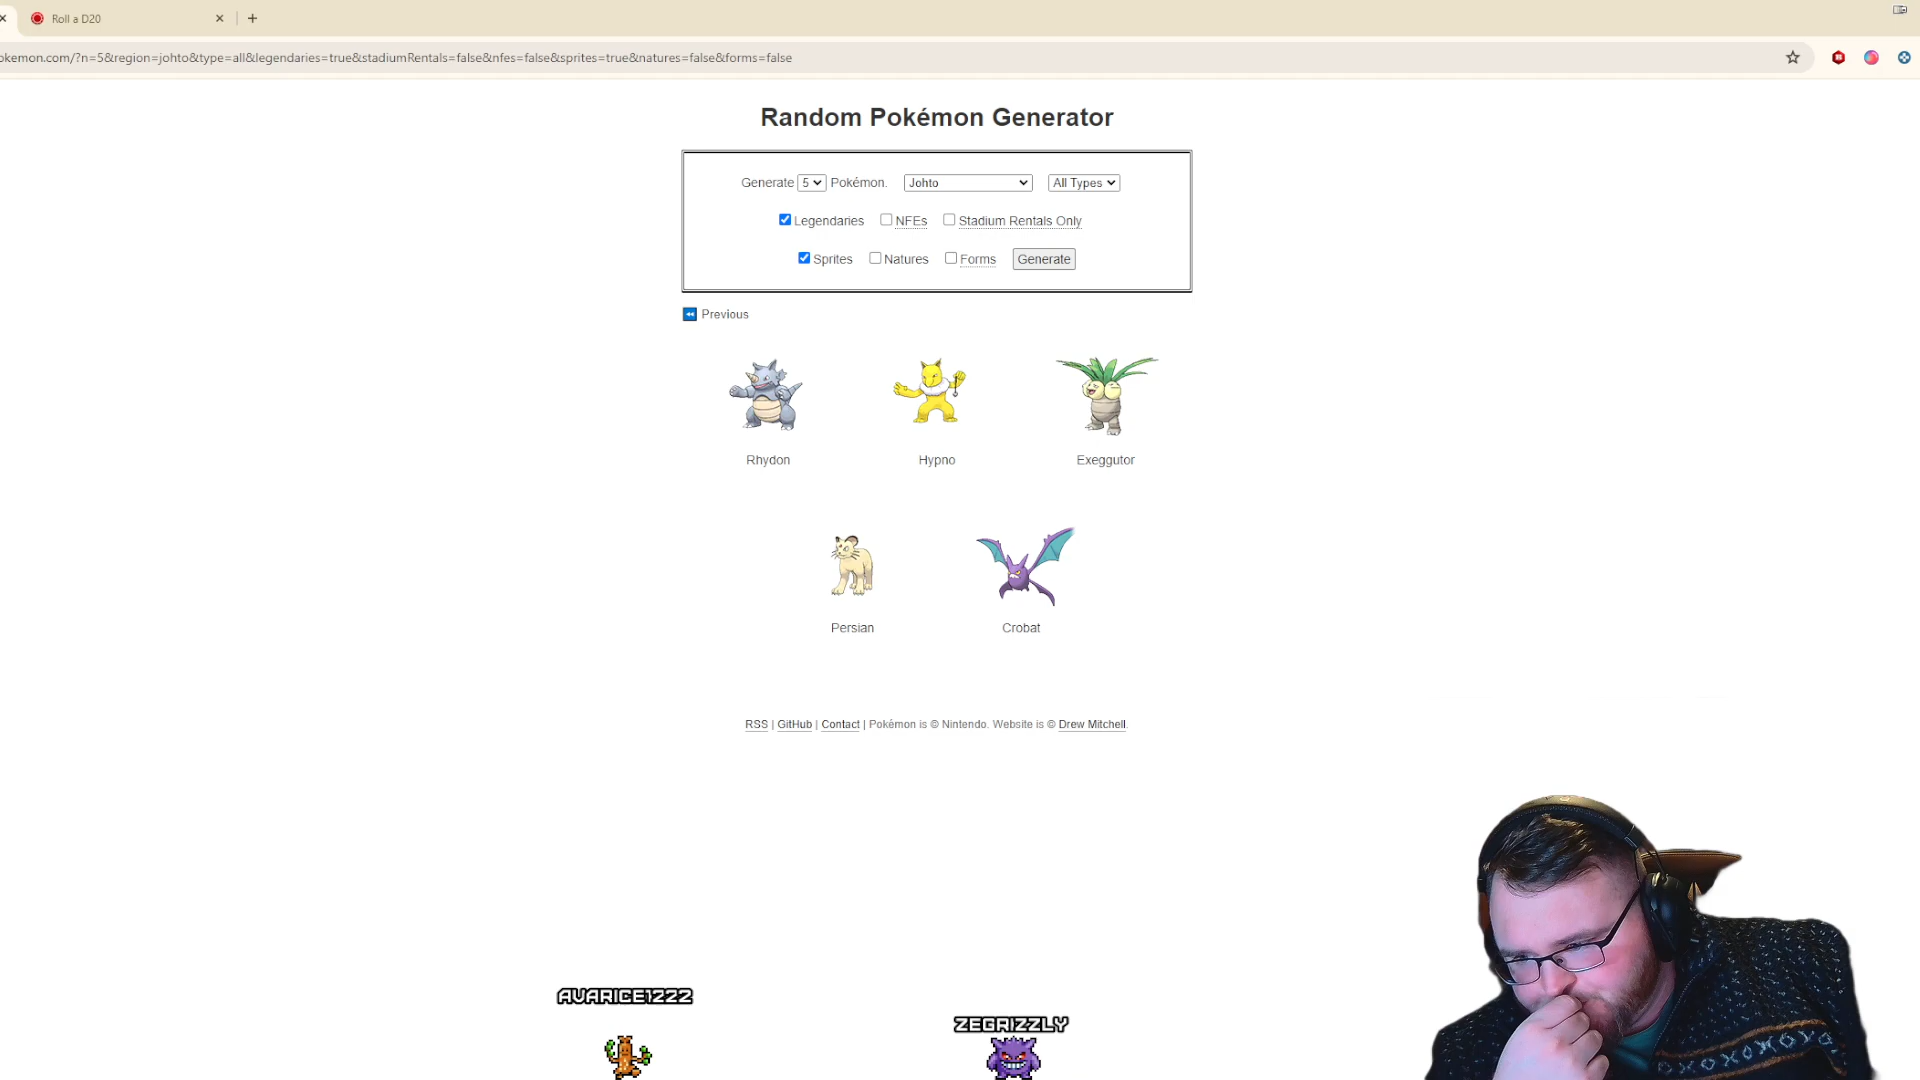 Roll a D20
okemon.com/?n=5&region=johto&type=all&legendaries=true&stadiumRentals=false&nfes=false&sprites=true&natures=false&forms=false
Random Pokémon Generator
Generate 5 Pokémon. Johto All Types
Legendaries NFEs Stadium Rentals Only
Sprites Natures Forms Generate
Previous
Rhydon Hypno Exeggutor
Persian Crobat
RSS | GitHub | Contact | Pokémon is © Nintendo. Website is © Drew Mitchell.
AVARICE1222
ZEGRIZZLY